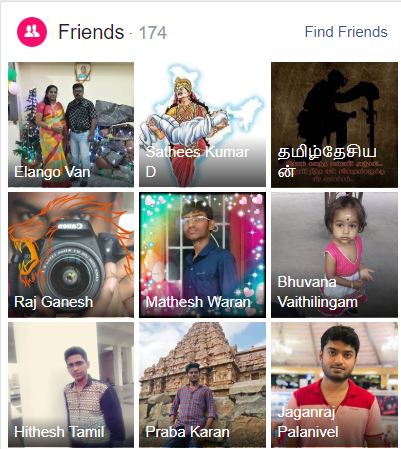 Friends · 174
Find Friends
Elango Van
Sathees Kumar
D
தமிழ்தேசிய
ன்
Raj Ganesh
Canon
Mathesh Waran
Bhuvana
Vaithilingam
Hithesh Tamil
Praba Karan
Jaganraj
Palanivel